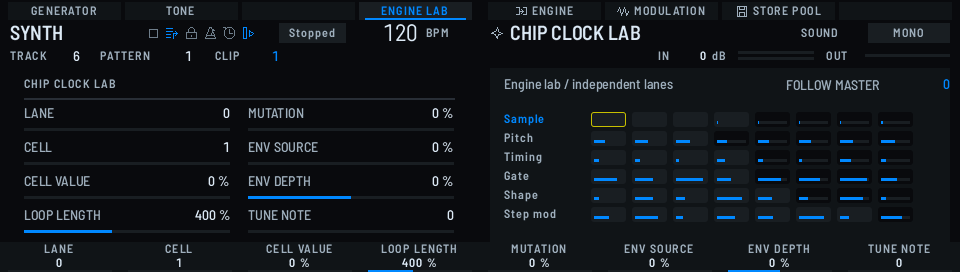 GENERATOR TONE ENGINE LAB ENGINE MODULATION STORE POOL
SYNTH Stopped 120 BPM CHIP CLOCK LAB SOUND MONO
TRACK 6 PATTERN 1 CLIP 1 IN 0 dB OUT
CHIP CLOCK LAB
LANE 0 MUTATION 0 %
CELL 1 ENV SOURCE 0 %
CELL VALUE 0 % ENV DEPTH 0 %
LOOP LENGTH 400 % TUNE NOTE 0
Engine lab / independent lanes FOLLOW MASTER 0
Sample
Pitch
Timing
Gate
Shape
Step mod
LANE CELL CELL VALUE LOOP LENGTH MUTATION ENV SOURCE ENV DEPTH TUNE NOTE
0 1 0 % 400 % 0 % 0 % 0 % 0